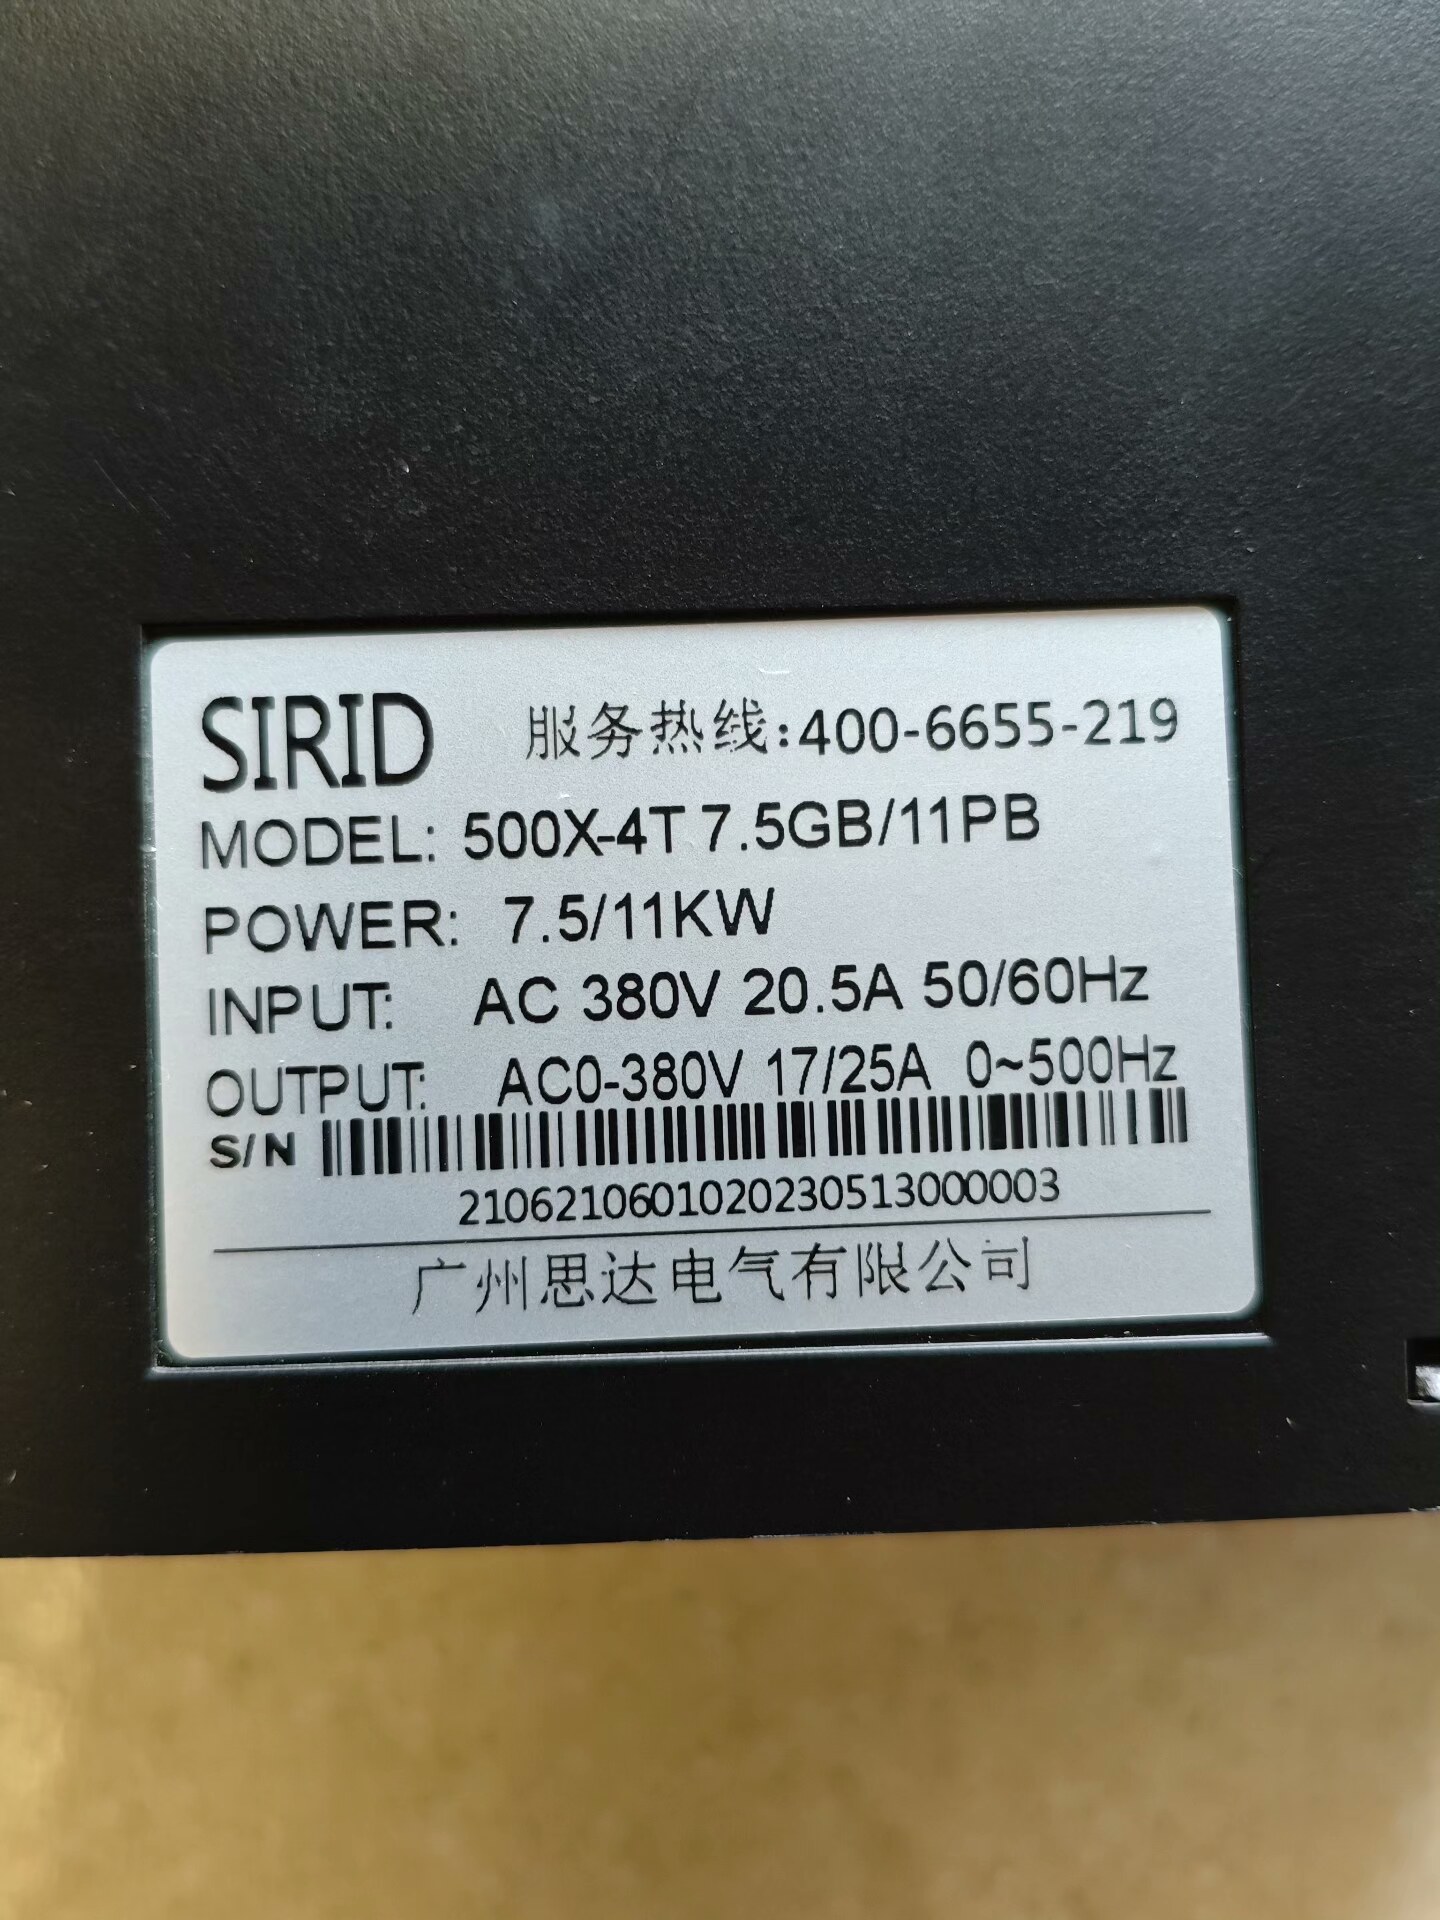 SIRID 服务热线:400-6655-219
MODEL: 500X-4T 7.5GB/11PB
POWER: 7.5/11KW
INPUT: AC 380V 20.5A 50/60Hz
OUTPUT: AC0-380V 17/25A 0~500Hz
S/N
2106210601020230513000003
广州思达电气有限公司